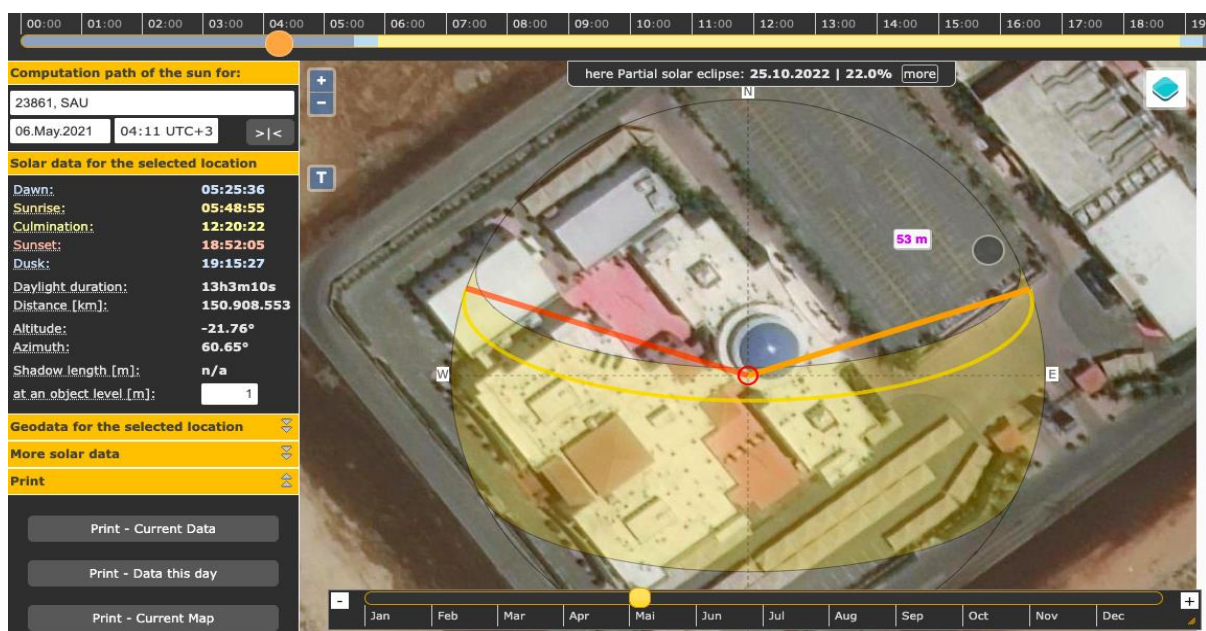 00:00 01:00 02:00 03:00 04:00 05:00 06:00 07:00 08:00 09:00 10:00 11:00 12:00 13:00 14:00 15:00 16:00 17:00 18:00 19
Computation path of the sun for:
23861, SAU
06.May.2021 04:11 UTC+3 >|<
Solar data for the selected location
Dawn: 05:25:36
Sunrise: 05:48:55
Culmination: 12:20:22
Sunset: 18:52:05
Dusk: 19:15:27
Daylight duration: 13h3m10s
Distance [km]: 150.908.553
Altitude: -21.76°
Azimuth: 60.65°
Shadow length [m]: n/a
at an object level [m]: 1
Geodata for the selected location
More solar data
Print
Print - Current Data
Print - Data this day
Print - Current Map
+
-
T
here Partial solar eclipse: 25.10.2022 | 22.0% more
N
53 m
W
E
- +
Jan Feb Mar Apr Mai Jun Jul Aug Sep Oct Nov Dec